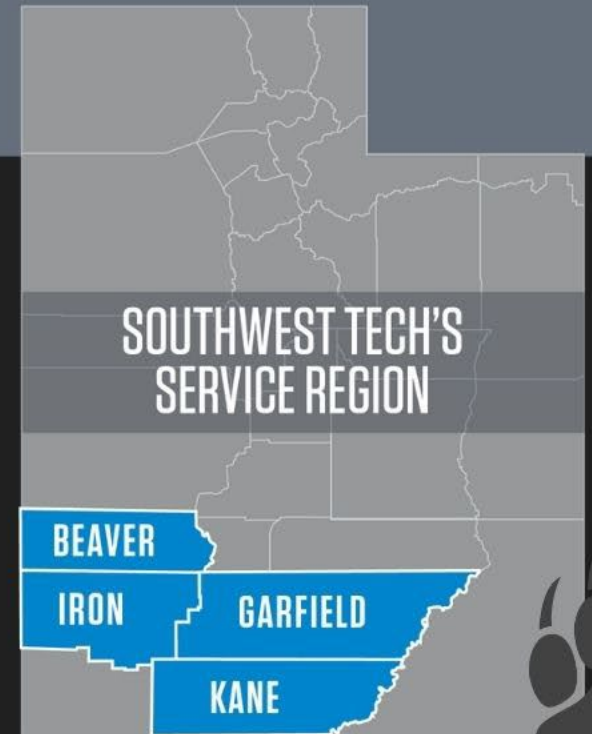 SOUTHWEST TECH'S
SERVICE REGION
BEAVER
IRON
GARFIELD
KANE